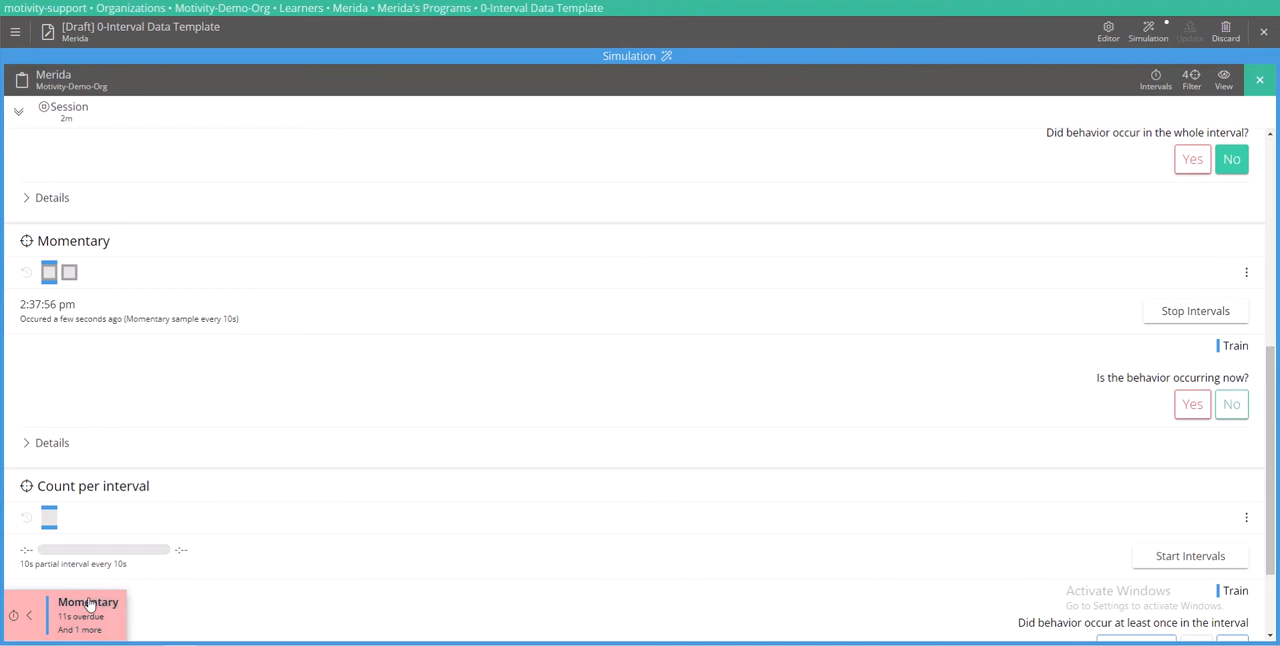 motivity-support • Organizations • Motivity-Demo-Org • Learners • Merida • Merida's Programs • 0-Interval Data Template
[Draft] 0-Interval Data Template
Merida
Editor
Simulation
Update
Discard
Simulation
Merida
Motivity-Demo-Org
Intervals
4
Filter
View
Session
2m
Did behavior occur in the whole interval?
Yes No
Details
Momentary
2:37:56 pm
Occured a few seconds ago (Momentary sample every 10s)
Stop Intervals
Train
Is the behavior occurring now?
Yes No
Details
Count per interval
-:-- -:--
10s partial interval every 10s
Start Intervals
Activate Windows
Train
Go to Settings to activate Windows.
Did behavior occur at least once in the interval
Momentary
11s overdue
And 1 more